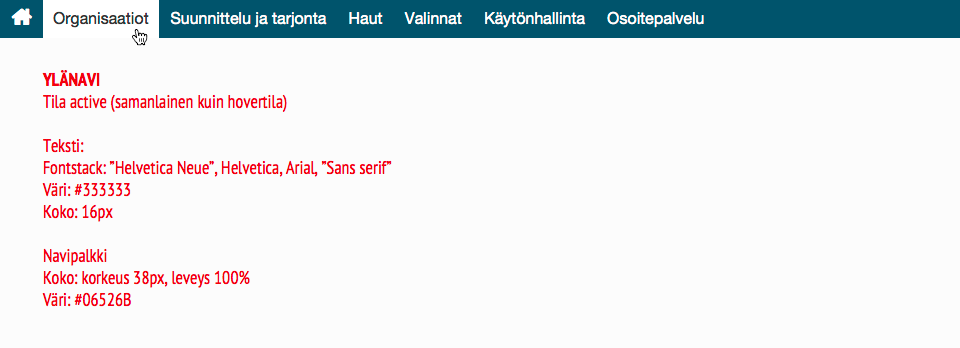 Organisaatiot Suunnittelu ja tarjonta Haut Valinnat Käytönhallinta Osoitepalvelu
YLÄNAVI
Tila active (samanlainen kuin hovertila)
Teksti:
Fontstack: ”Helvetica Neue”, Helvetica, Arial, ”Sans serif”
Väri: #333333
Koko: 16px
Navipalkki
Koko: korkeus 38px, leveys 100%
Väri: #06526B